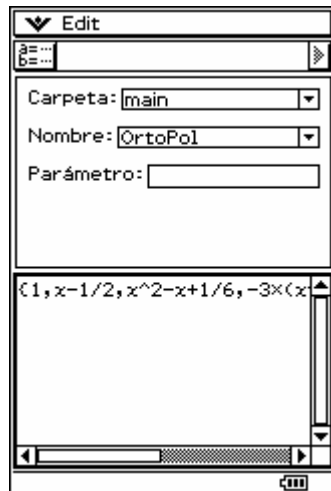 Edit
a=
b=
Carpeta: main
Nombre: OrtoPol
Parámetro:
{1,x-1/2,x^2-x+1/6,-3×(x